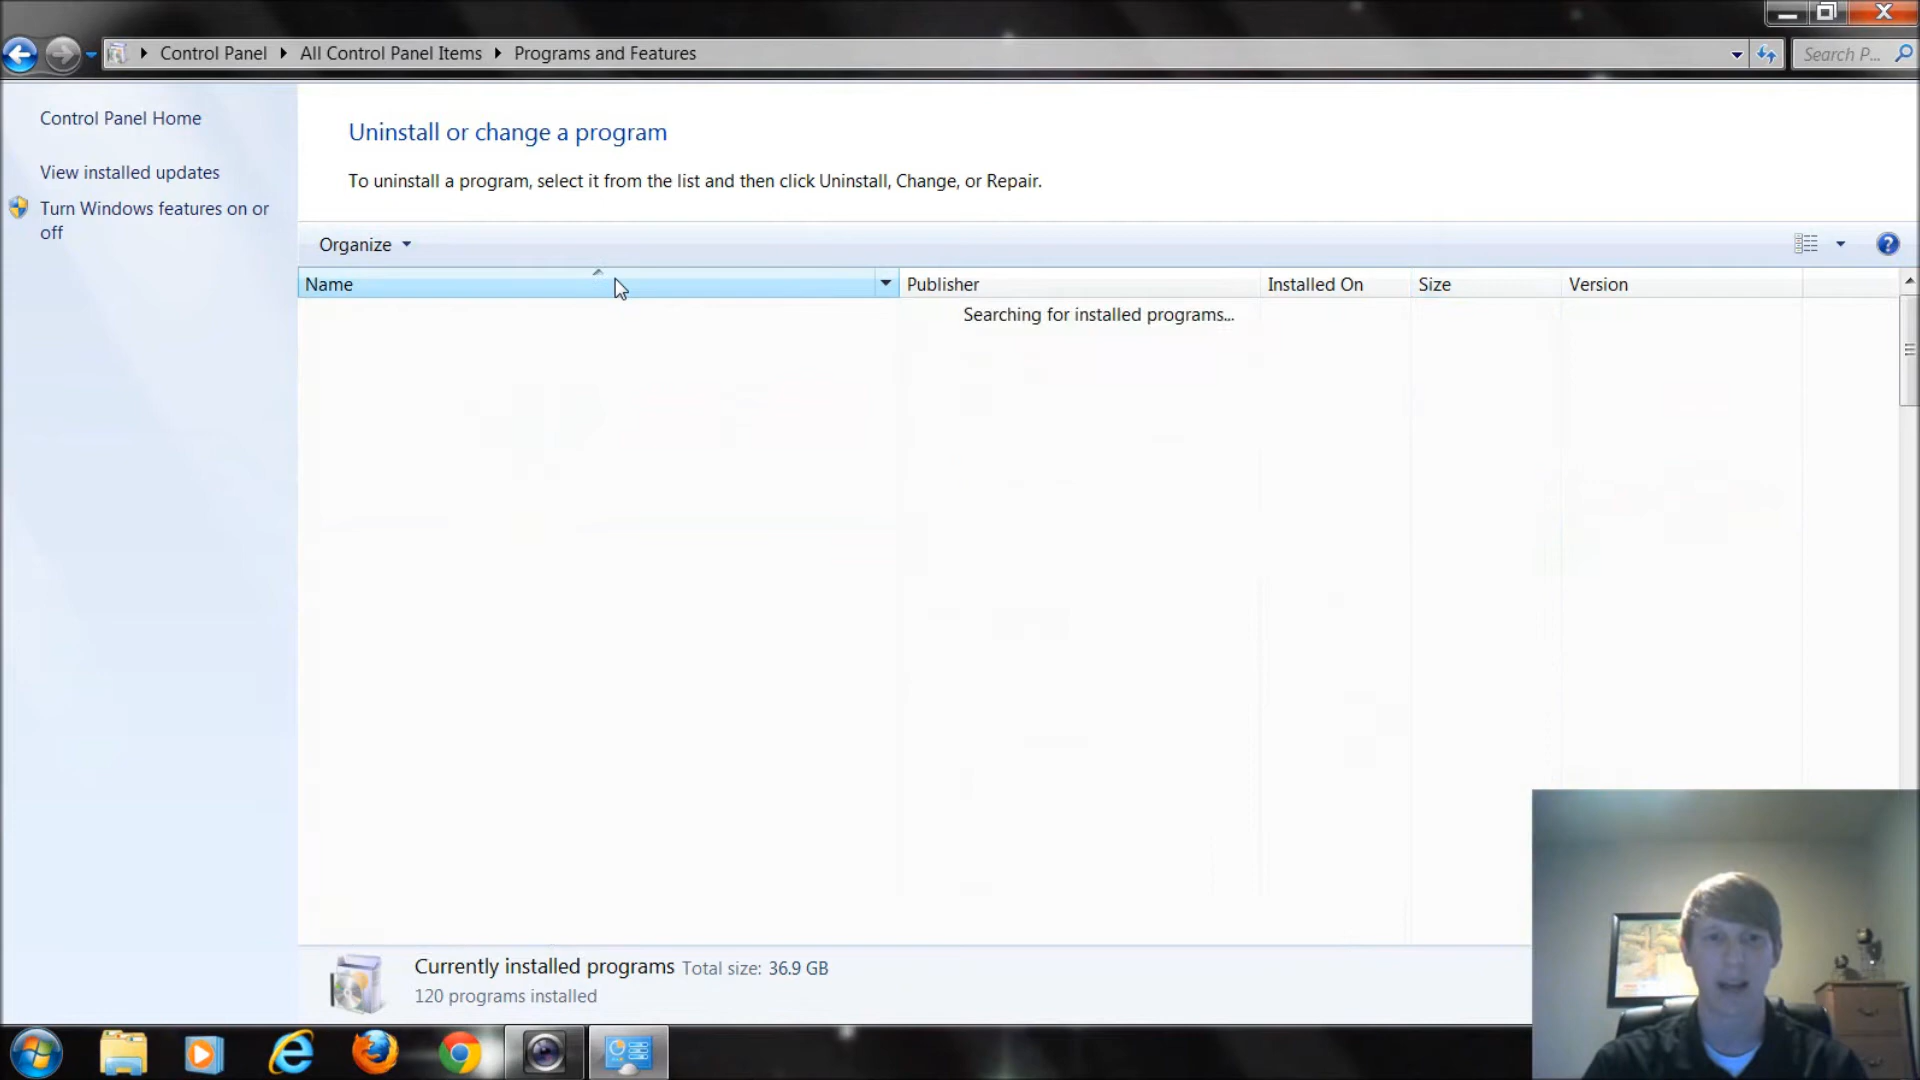 Control Panel All Control Panel Items Programs and Features
Search P...
Control Panel Home
View installed updates
Turn Windows features on or
off
Uninstall or change a program
To uninstall a program, select it from the list and then click Uninstall, Change, or Repair.
Organize
Name Publisher Installed On Size Version
Searching for installed programs...
Currently installed programs Total size: 36.9 GB
120 programs installed